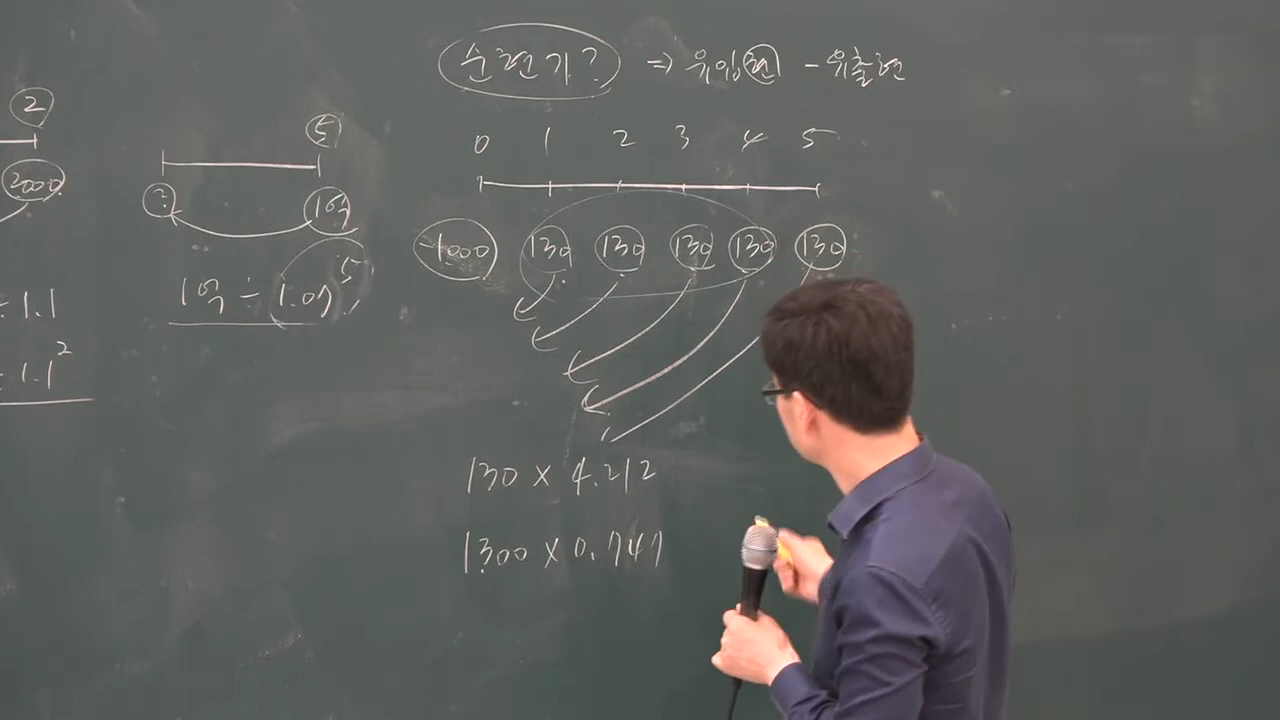 순현가? ⇒ 유입현 - 유출현
0 1 2 3 4 5
-1000 130 130 130 130 130
130 × 4.212
1300 × 0.747
2
2000
÷ 1.1
÷ 1.1²
5
? 1억
1억 ÷ 1.07⁵